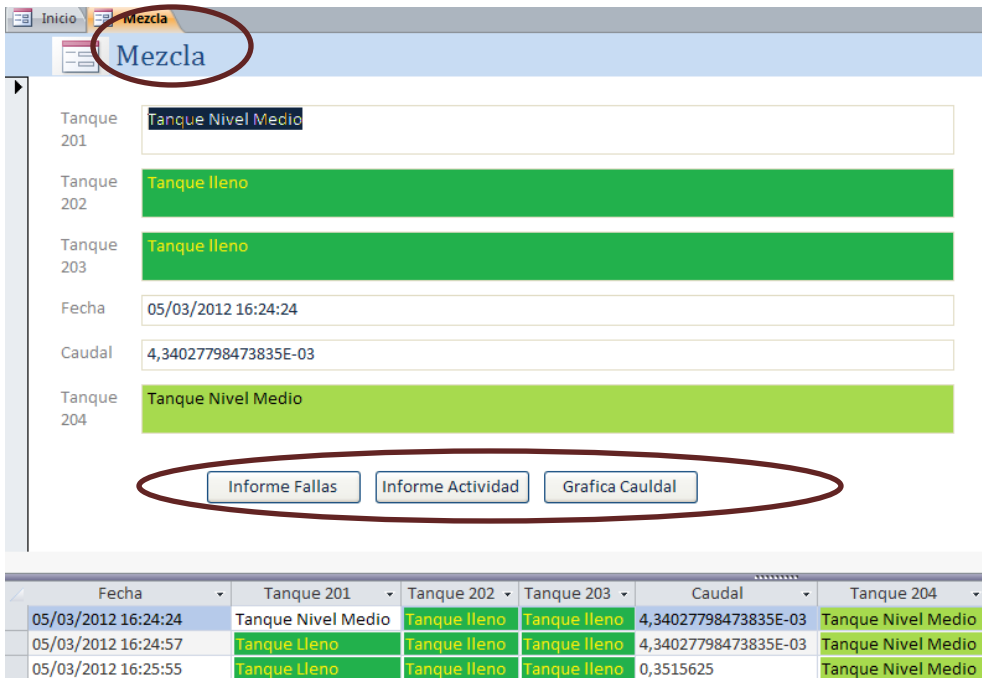 Inicio Mezcla
Mezcla
Tanque 201 Tanque Nivel Medio
Tanque 202 Tanque lleno
Tanque 203 Tanque lleno
Fecha 05/03/2012 16:24:24
Caudal 4,34027798473835E-03
Tanque 204 Tanque Nivel Medio
Informe Fallas Informe Actividad Grafica Cauldal
Fecha Tanque 201 Tanque 202 Tanque 203 Caudal Tanque 204
05/03/2012 16:24:24 Tanque Nivel Medio Tanque lleno Tanque lleno 4,34027798473835E-03 Tanque Nivel Medio
05/03/2012 16:24:57 Tanque Lleno Tanque lleno Tanque lleno 4,34027798473835E-03 Tanque Nivel Medio
05/03/2012 16:25:55 Tanque Lleno Tanque lleno Tanque lleno 0,3515625 Tanque Nivel Medio